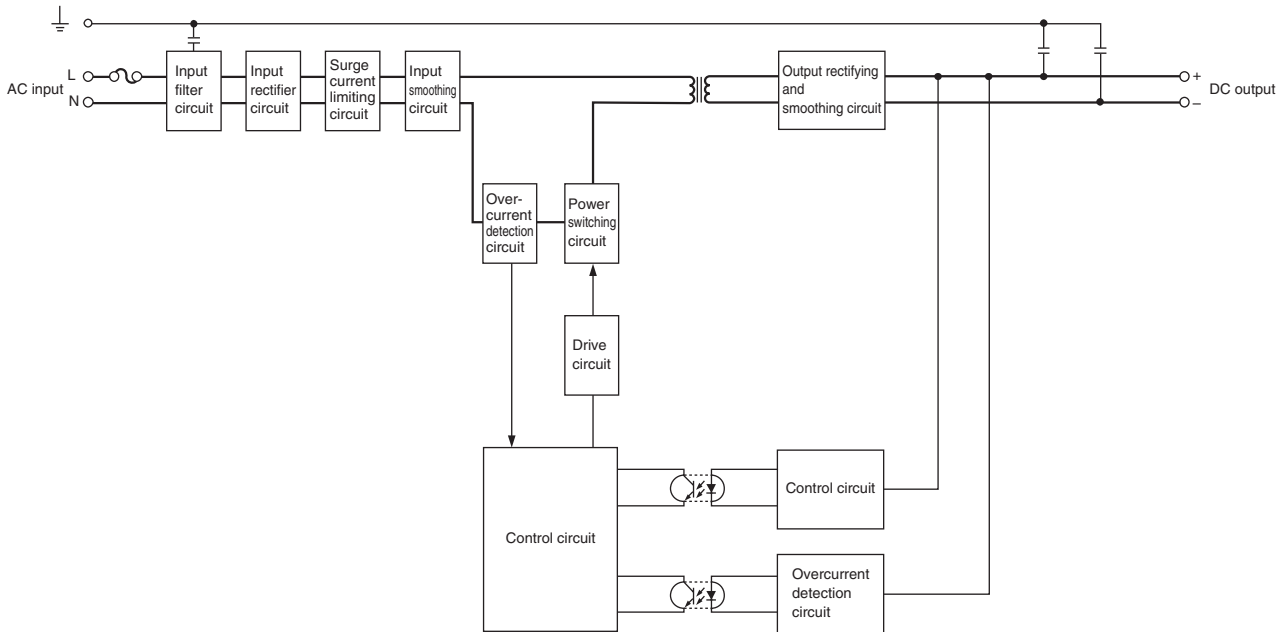 AC input
L
N
Input
filter
circuit
Input
rectifier
circuit
Surge
current
limiting
circuit
Input
smoothing
circuit
Output rectifying
and
smoothing circuit
+
–
DC output
Over-
current
detection
circuit
Power
switching
circuit
Drive
circuit
Control circuit
Control circuit
Overcurrent
detection
circuit